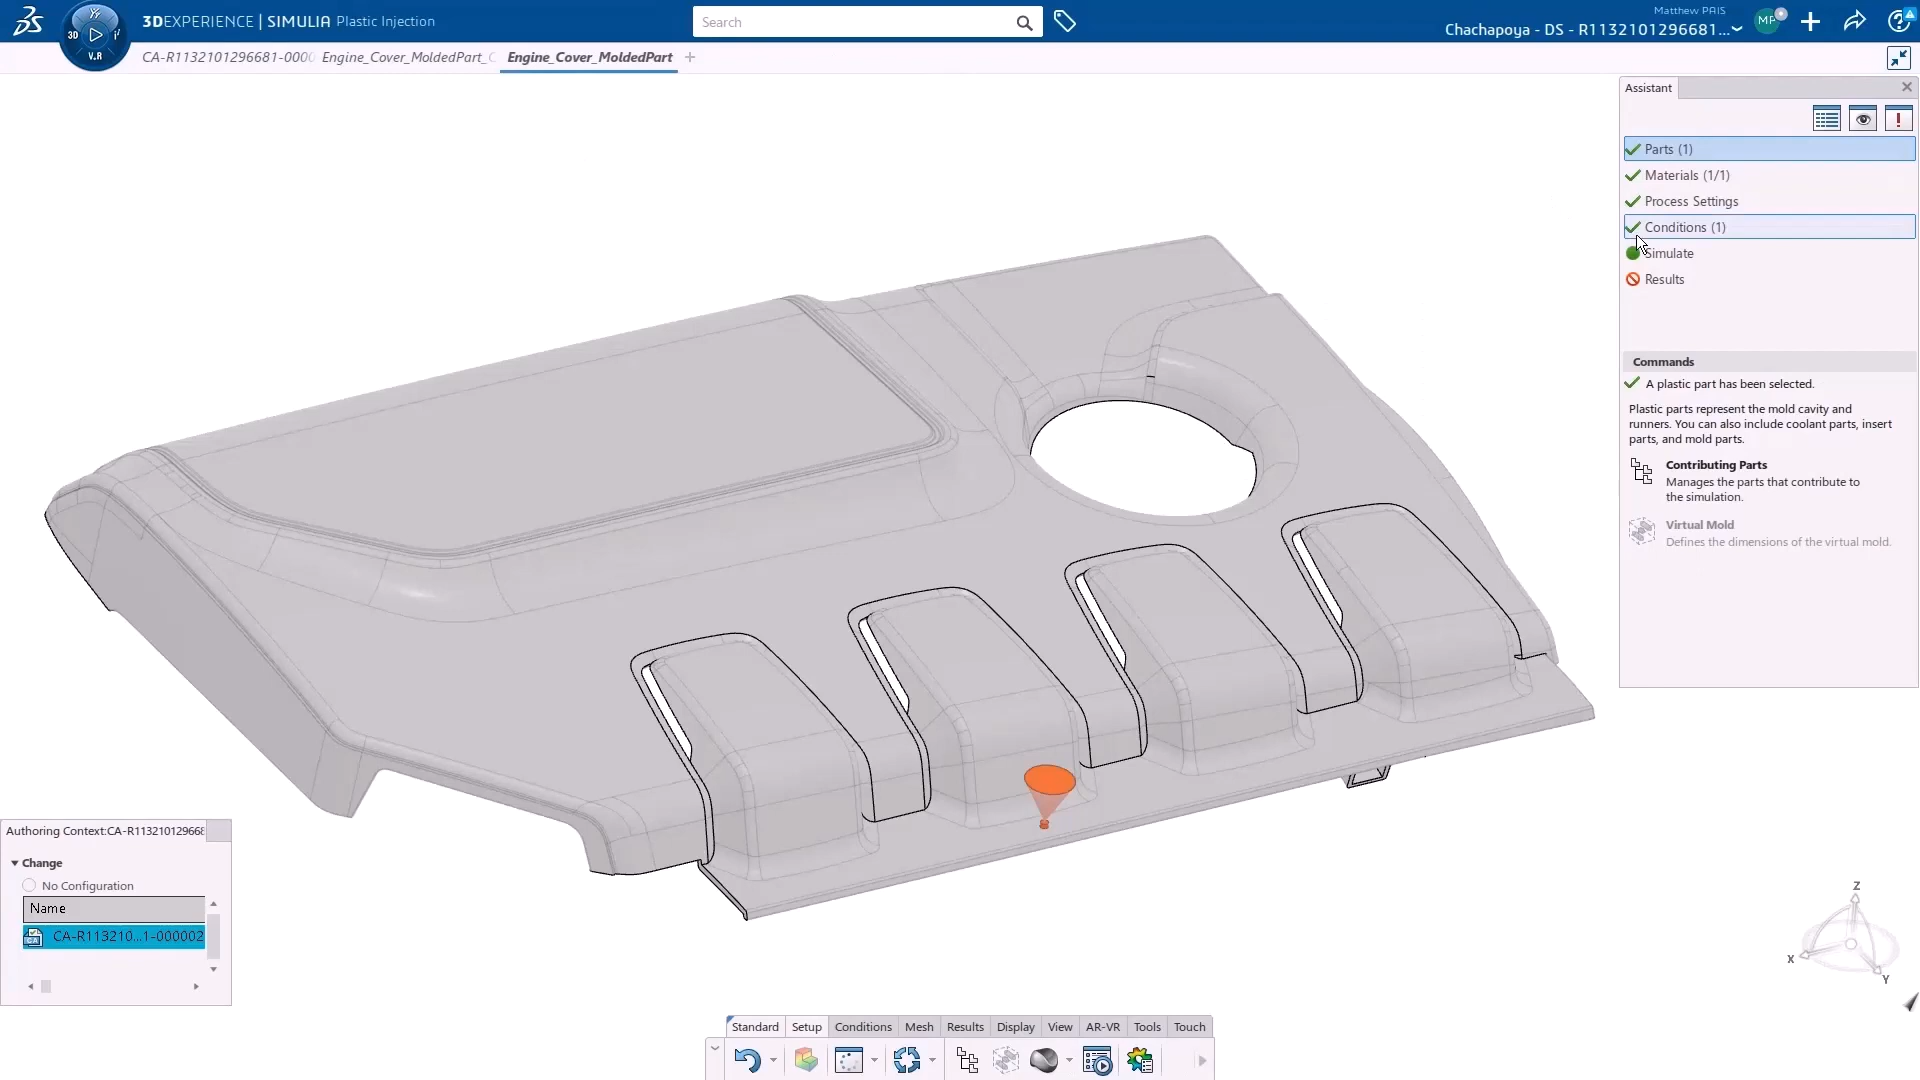 3DEXPERIENCE | SIMULIA Plastic Injection
Search
Matthew PAIS
Chachapoya - DS - R1132101296681...
3D
V.R
MP
CA-R1132101296681-0000
Engine_Cover_MoldedPart_C
Engine_Cover_MoldedPart
Assistant
Parts (1)
Materials (1/1)
Process Settings
Conditions (1)
Simulate
Results
Commands
A plastic part has been selected.
Plastic parts represent the mold cavity and
runners. You can also include coolant parts, insert
parts, and mold parts.
Contributing Parts
Manages the parts that contribute to
the simulation.
Virtual Mold
Defines the dimensions of the virtual mold.
Authoring Context:CA-R113210129668
Change
No Configuration
Name
CA-R113210...1-000002
Z
X
Y
Standard Setup Conditions Mesh Results Display View AR-VR Tools Touch